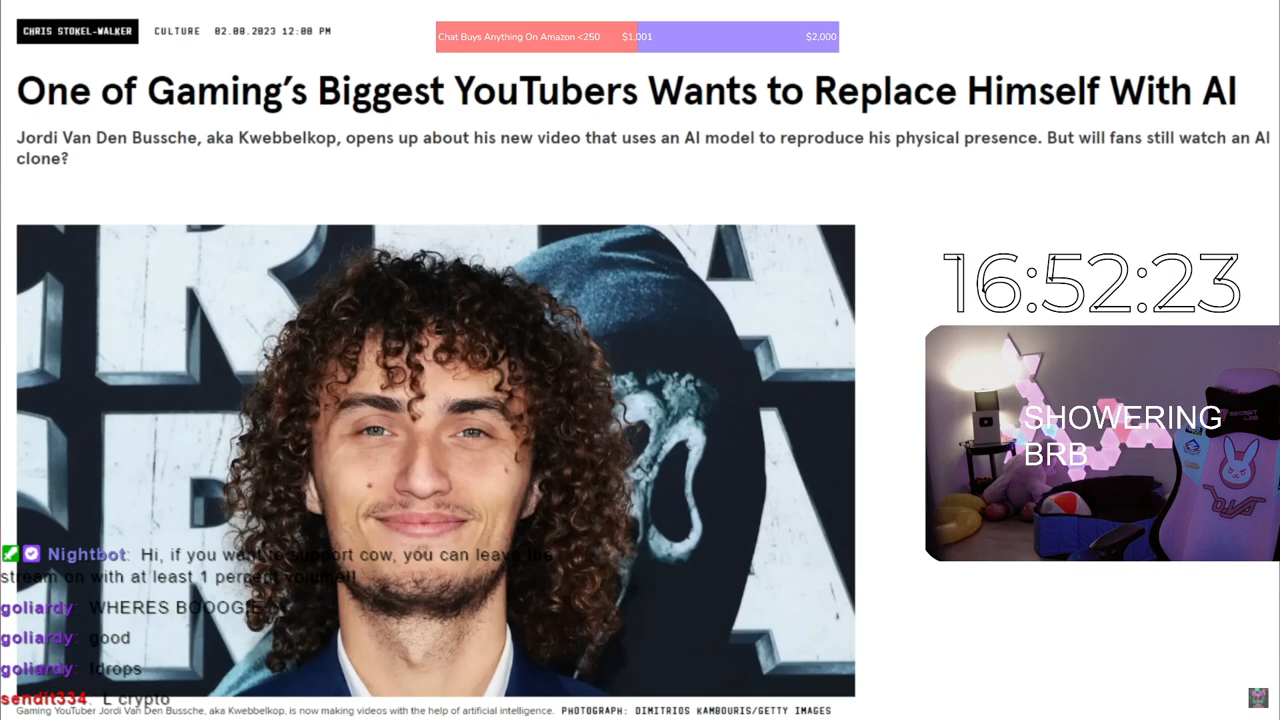 CHRIS STOKEL-WALKER CULTURE 02.08.2023 12:00 PM
Chat Buys Anything On Amazon <250 $1,001 $2,000
One of Gaming's Biggest YouTubers Wants to Replace Himself With AI
Jordi Van Den Bussche, aka Kwebbelkop, opens up about his new video that uses an AI model to reproduce his physical presence. But will fans still watch an AI
clone?
16:52:23
SHOWERING
BRB
SECRET
LAB
Nightbot: Hi, if you want to support cow, you can leave the
stream on with at least 1 percent volume!!
goliardy: WHERES BOOOGIE
goliardy: good
goliardy: !drops
sendit334: L crypto
Gaming YouTuber Jordi Van Den Bussche, aka Kwebbelkop, is now making videos with the help of artificial intelligence. PHOTOGRAPH: DIMITRIOS KAMBOURIS/GETTY IMAGES